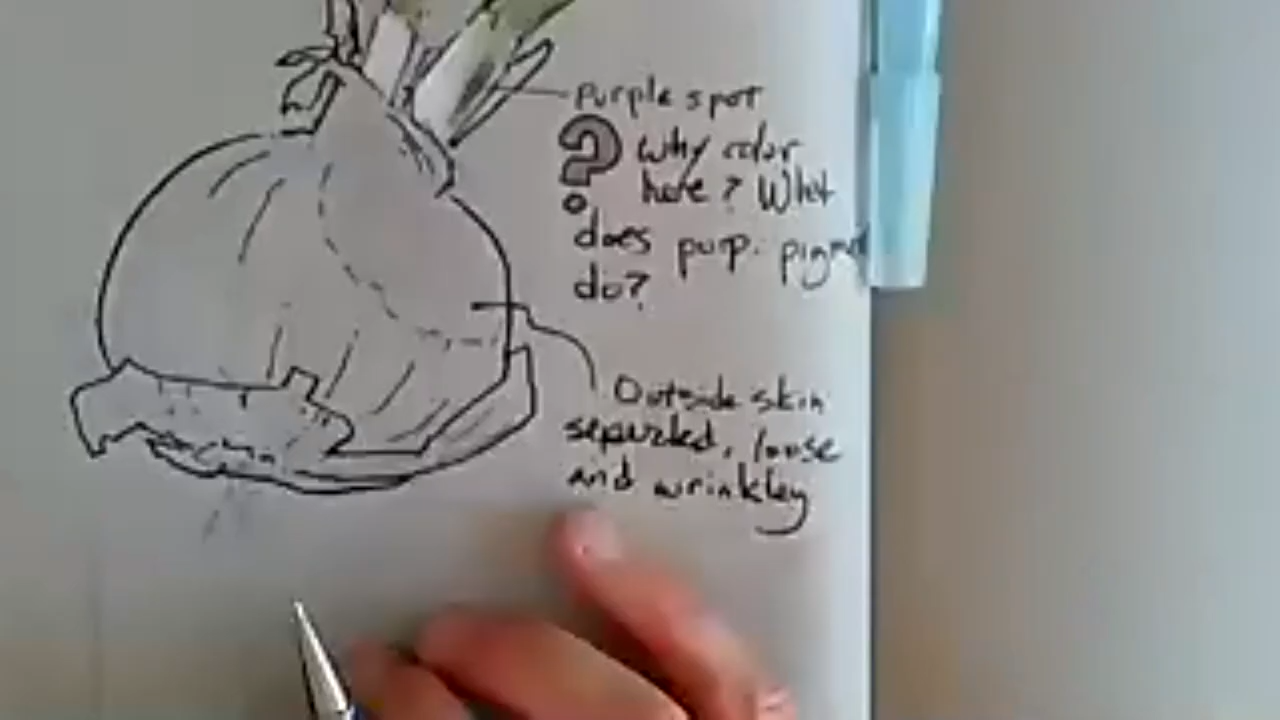 purple spot
? why color
here? What
does purp. pigment
do?
Outside skin
separated, loose
and wrinkley